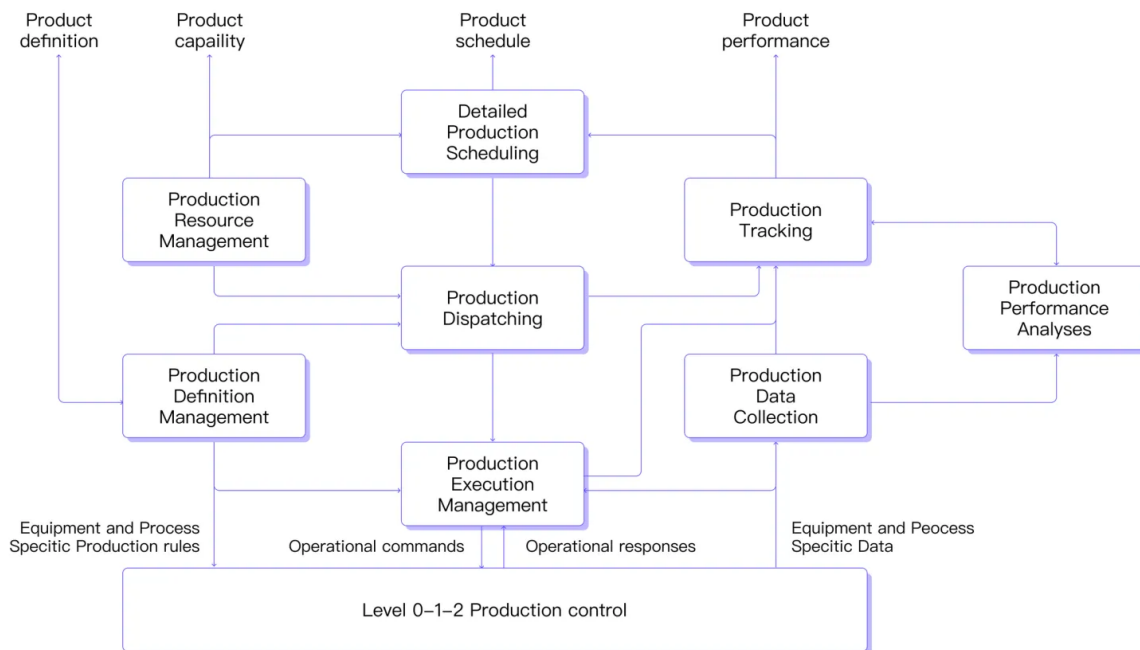 Product
definition
Product
capaility
Product
schedule
Product
performance
Detailed
Production
Scheduling
Production
Resource
Management
Production
Tracking
Production
Dispatching
Production
Performance
Analyses
Production
Definition
Management
Production
Data
Collection
Production
Execution
Management
Equipment and Process
Specitic Production rules
Operational commands
Operational responses
Equipment and Peocess
Specitic Data
Level 0–1–2 Production control